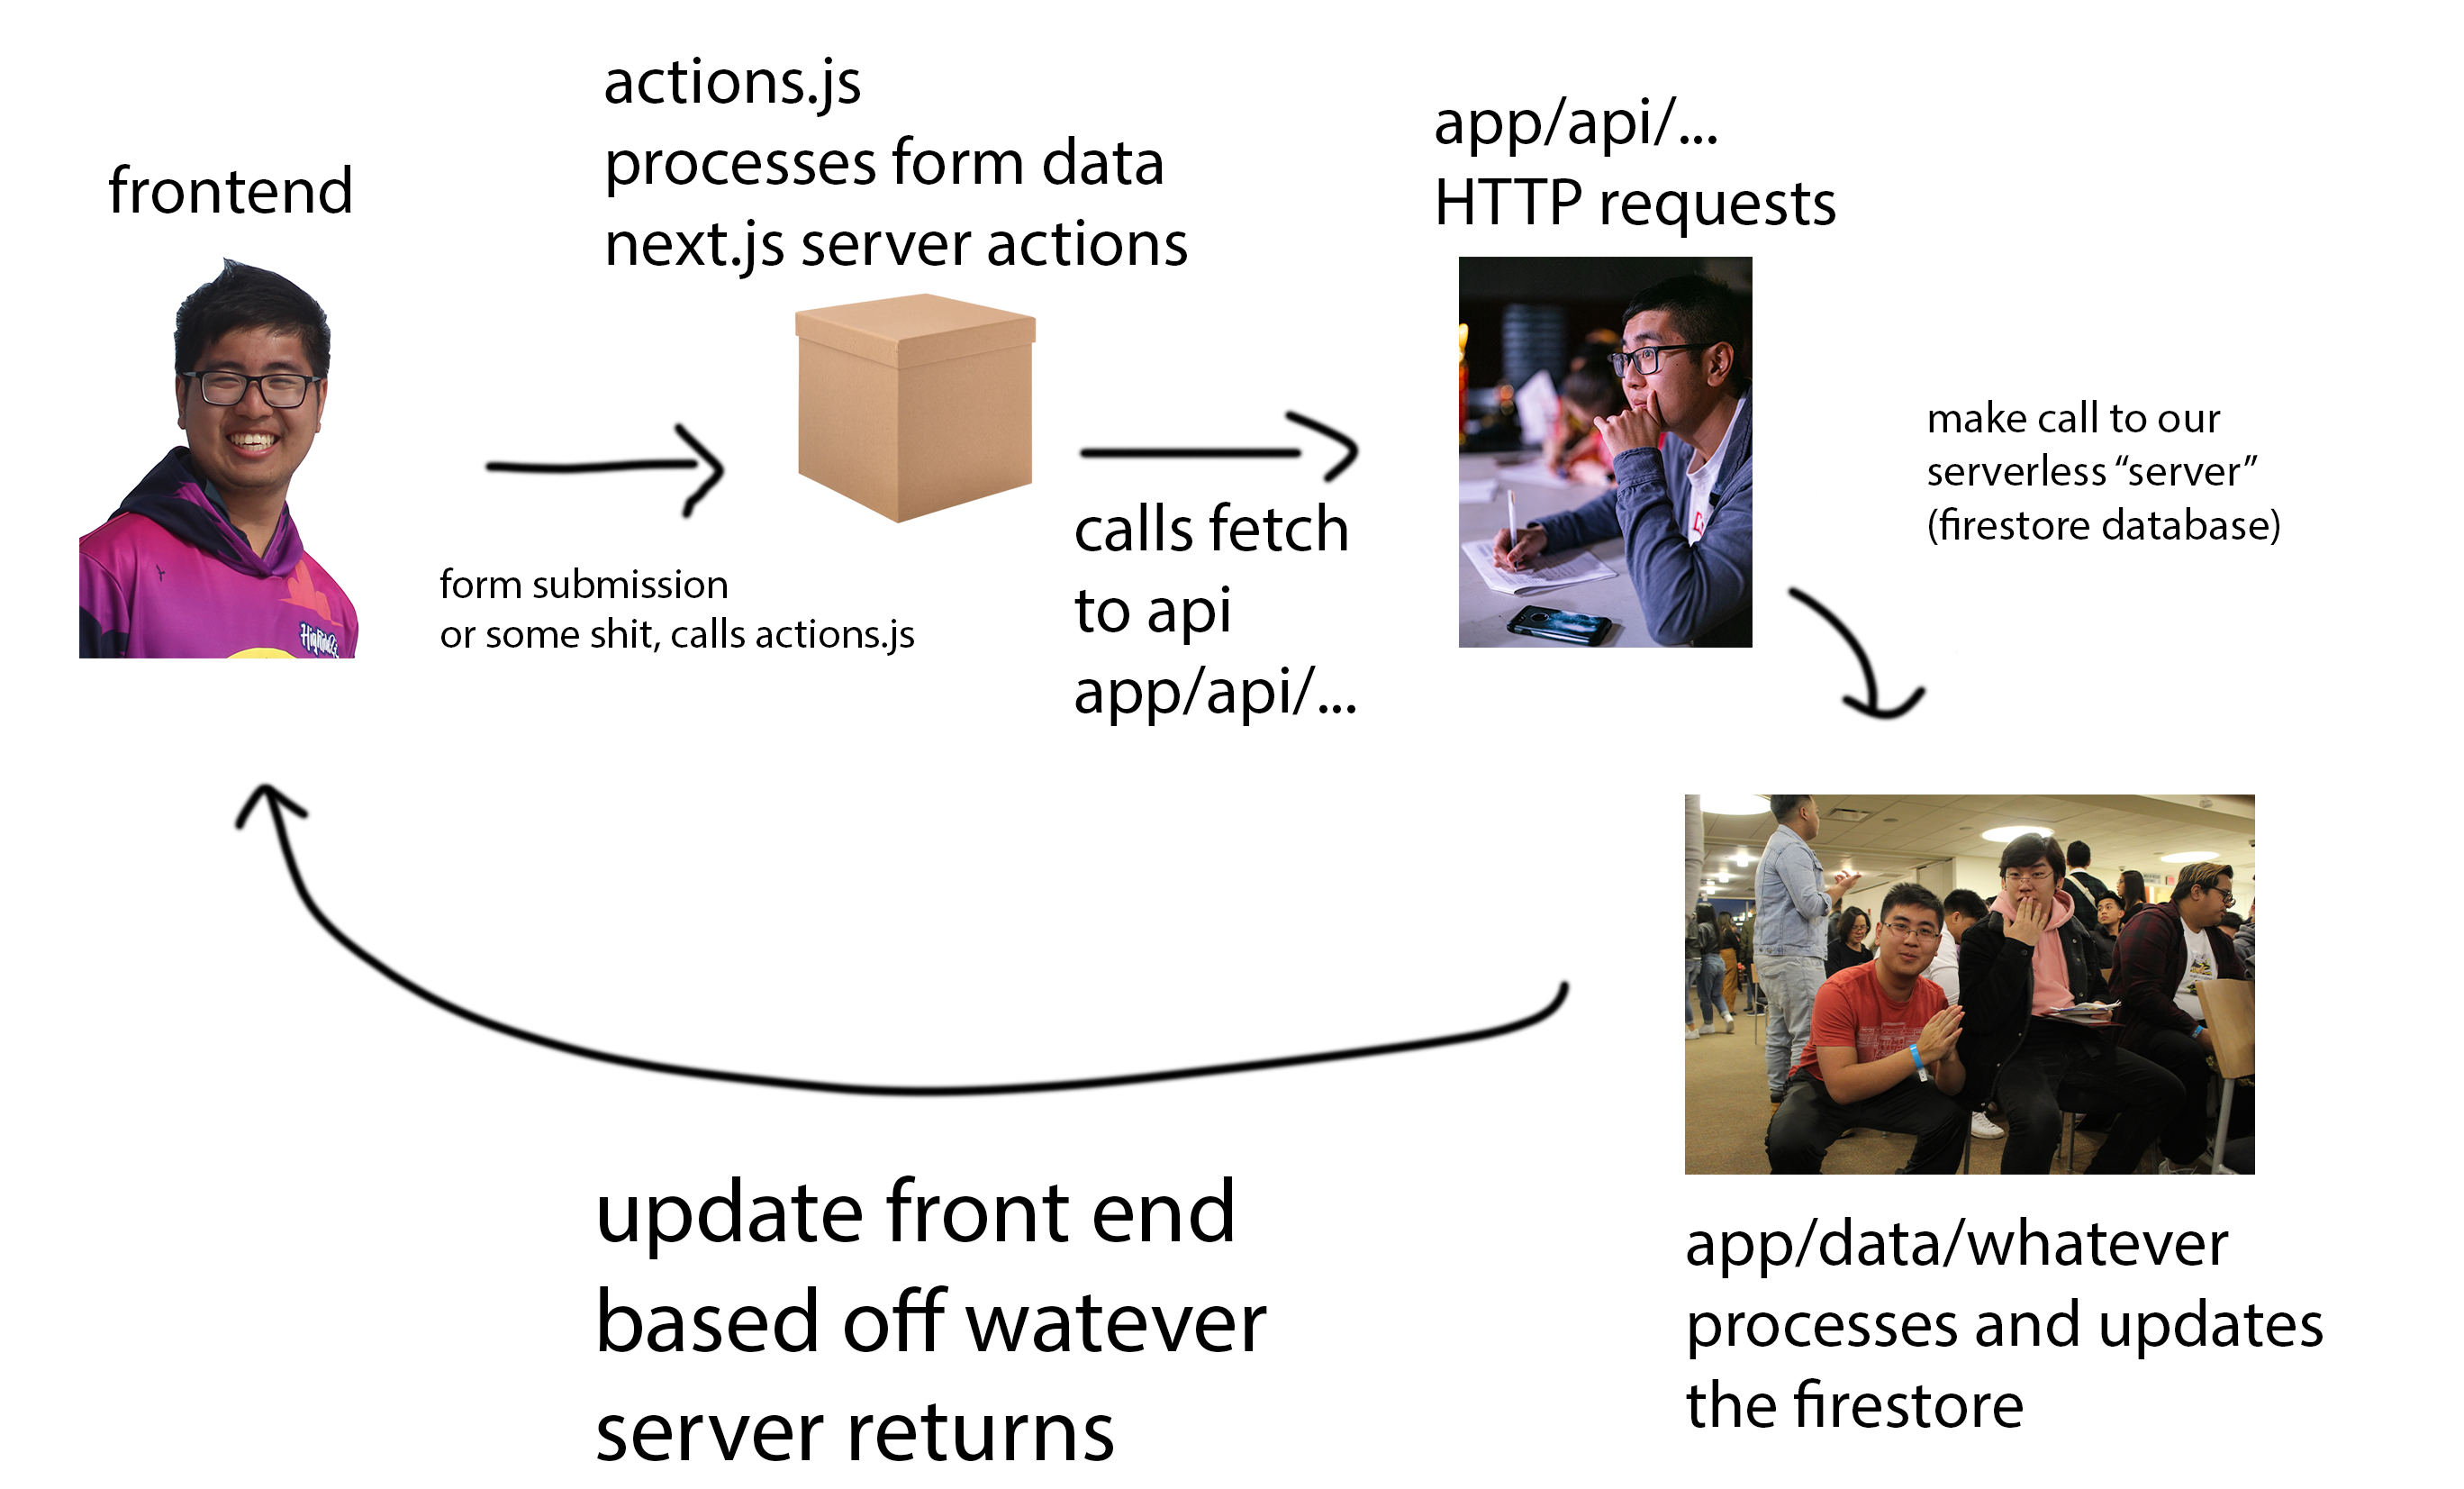 frontend
actions.js
processes form data
next.js server actions
form submission
or some shit, calls actions.js
calls fetch
to api
app/api/...
app/api/...
HTTP requests
make call to our
serverless “server”
(firestore database)
app/data/whatever
processes and updates
the firestore
update front end
based off watever
server returns